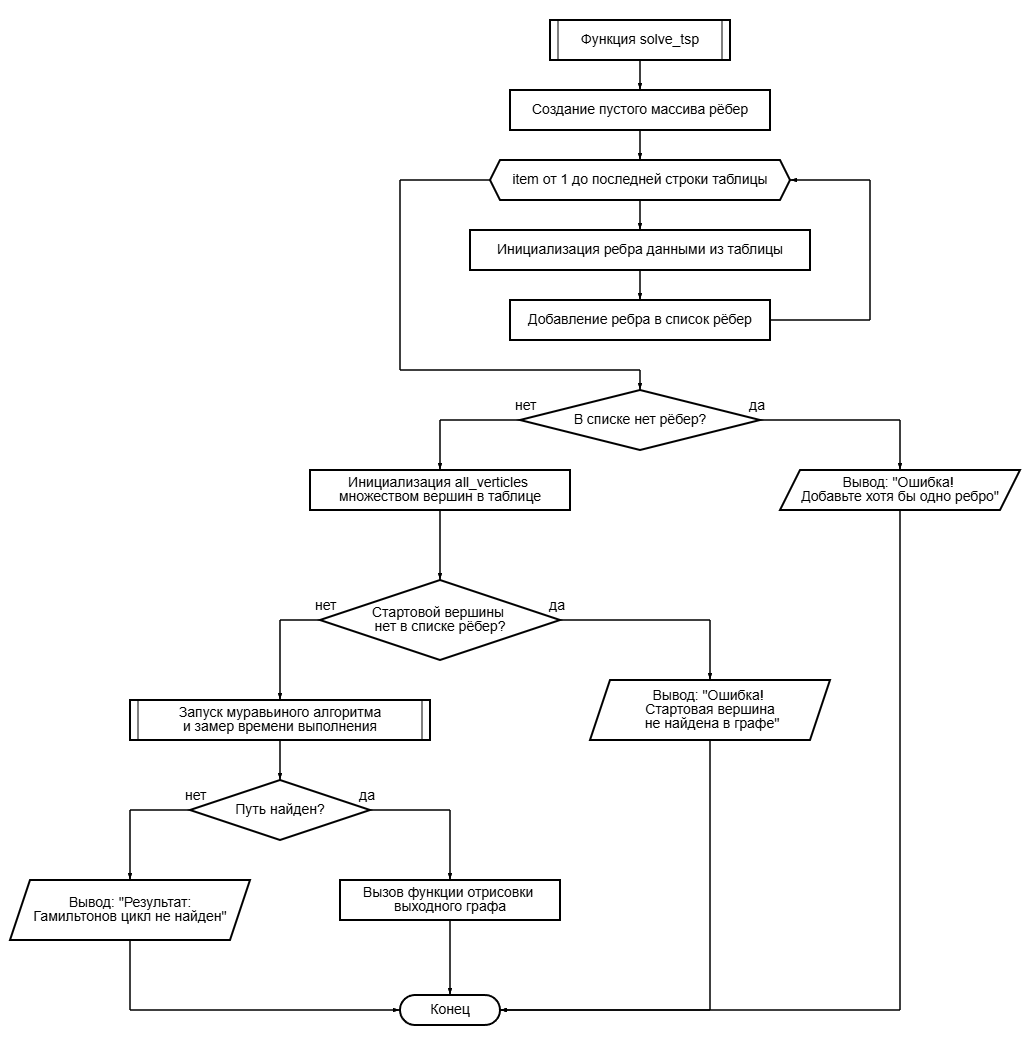 Функция solve_tsp
Создание пустого массива рёбер
item от 1 до последней строки таблицы
Инициализация ребра данными из таблицы
Добавление ребра в список рёбер
нет
да
В списке нет рёбер?
Инициализация all_verticles
множеством вершин в таблице
Вывод: "Ошибка!
Добавьте хотя бы одно ребро"
нет
да
Стартовой вершины
нет в списке рёбер?
Вывод: "Ошибка!
Стартовая вершина
не найдена в графе"
Запуск муравьиного алгоритма
и замер времени выполнения
нет
да
Путь найден?
Вывод: "Результат:
Гамильтонов цикл не найден"
Вызов функции отрисовки
выходного графа
Конец